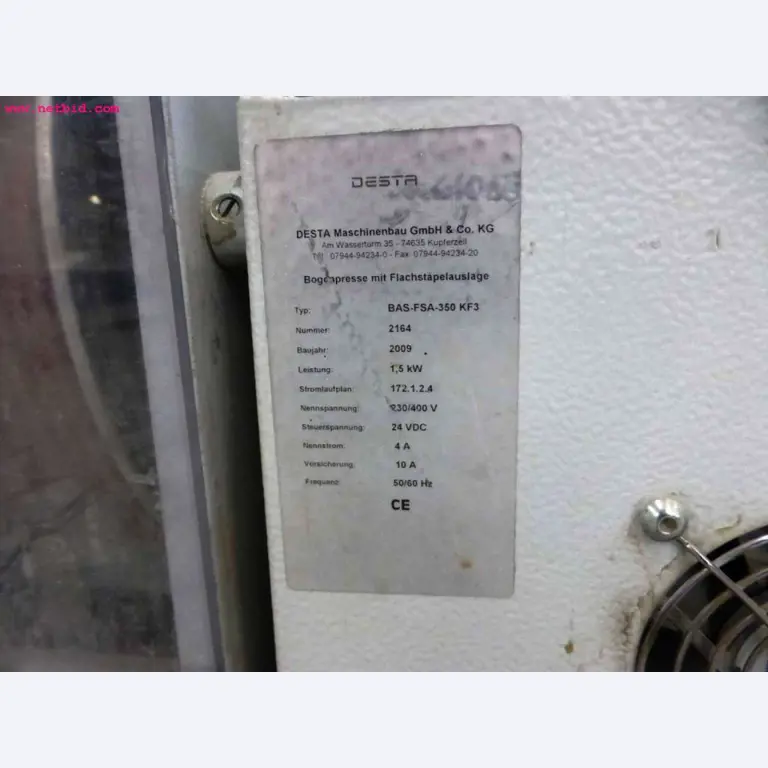 www.netbid.com
DESTA
DESTA Maschinenbau GmbH & Co. KG
Am Wasserturm 35 - 74635 Kupferzell
Tel. 07944-94234-0 - Fax 07944-94234-20
Bogenpresse mit Flachstapelauslage
Typ: BAS-FSA-350 KF3
Nummer: 2164
Baujahr: 2009
Leistung: 1,5 kW
Stromlaufplan: 172.1.2.4
Nennspannung: 230/400 V
Steuerspannung: 24 VDC
Nennstrom: 4 A
Vorsicherung: 10 A
Frequenz: 50/60 Hz
CE